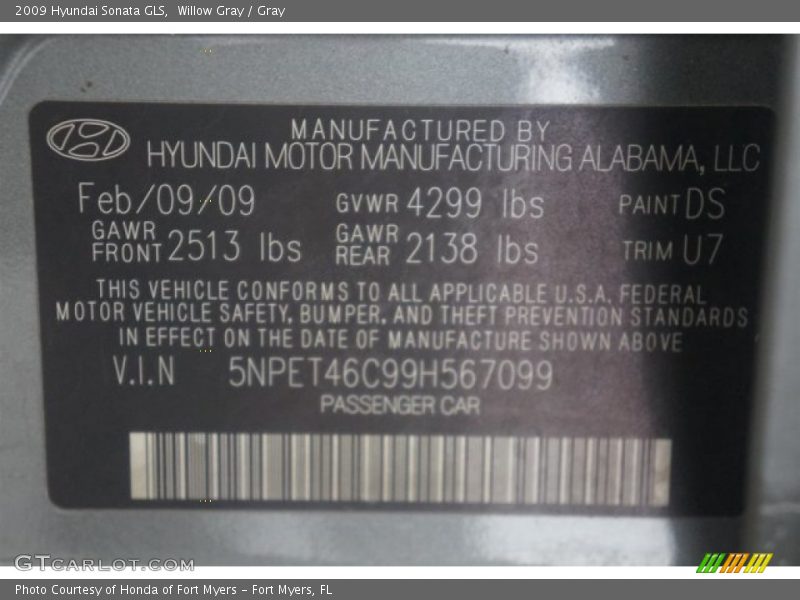 2009 Hyundai Sonata GLS, Willow Gray / Gray
MANUFACTURED BY
HYUNDAI MOTOR MANUFACTURING ALABAMA, LLC
Feb/09/09 GVWR 4299 lbs PAINT DS
GAWR FRONT 2513 lbs GAWR REAR 2138 lbs TRIM U7
THIS VEHICLE CONFORMS TO ALL APPLICABLE U.S.A. FEDERAL
MOTOR VEHICLE SAFETY, BUMPER, AND THEFT PREVENTION STANDARDS
IN EFFECT ON THE DATE OF MANUFACTURE SHOWN ABOVE
V.I.N 5NPET46C99H567099
PASSENGER CAR
GTCARLOT.COM
Photo Courtesy of Honda of Fort Myers - Fort Myers, FL